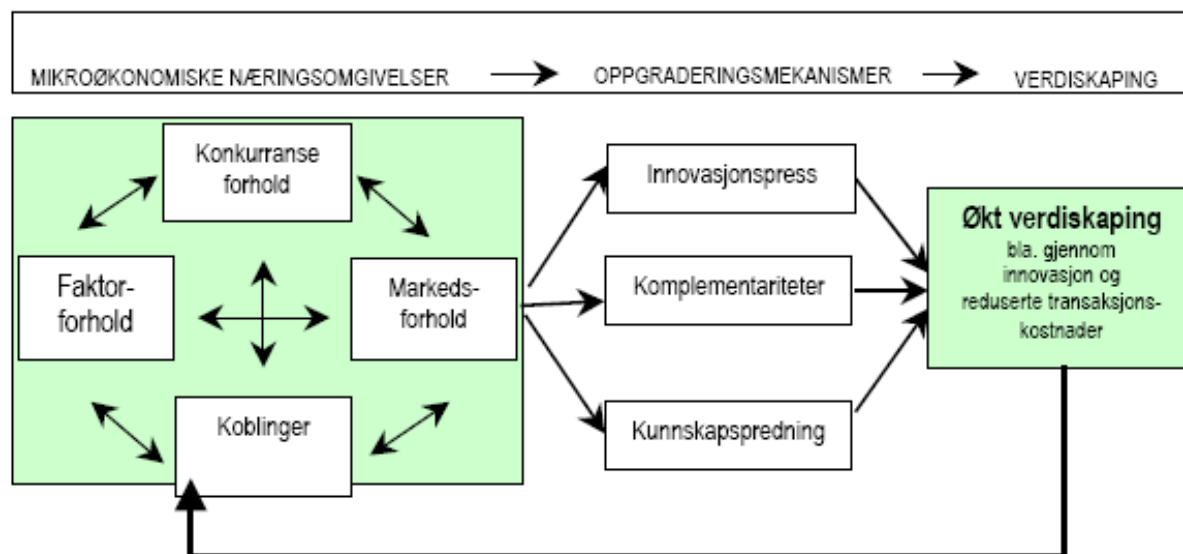 MIKROØKONOMISKE NÆRINGSOMGIVELSER
OPPGRADERINGSMEKANISMER
VERDISKAPING
Konkurranse
forhold
Faktor-
forhold
Markeds-
forhold
Koblinger
Innovasjonspress
Komplementariteter
Kunnskapspredning
Økt verdiskaping
bla. gjennom
innovasjon og
reduserte transaksjons-
kostnader